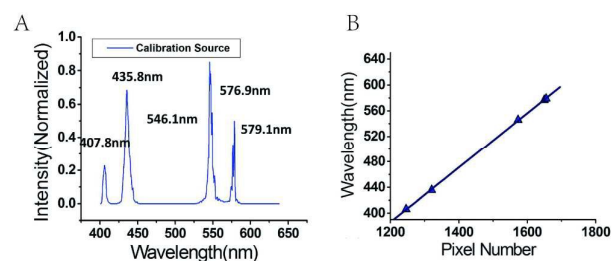 A
Intensity(Normalized)
1.0
0.8
0.6
0.4
0.2
0.0
Calibration Source
407.8nm
435.8nm
546.1nm
576.9nm
579.1nm
400 450 500 550 600 650
Wavelength(nm)
B
Wavelength(nm)
640
600
560
520
480
440
400
1200 1400 1600 1800
Pixel Number